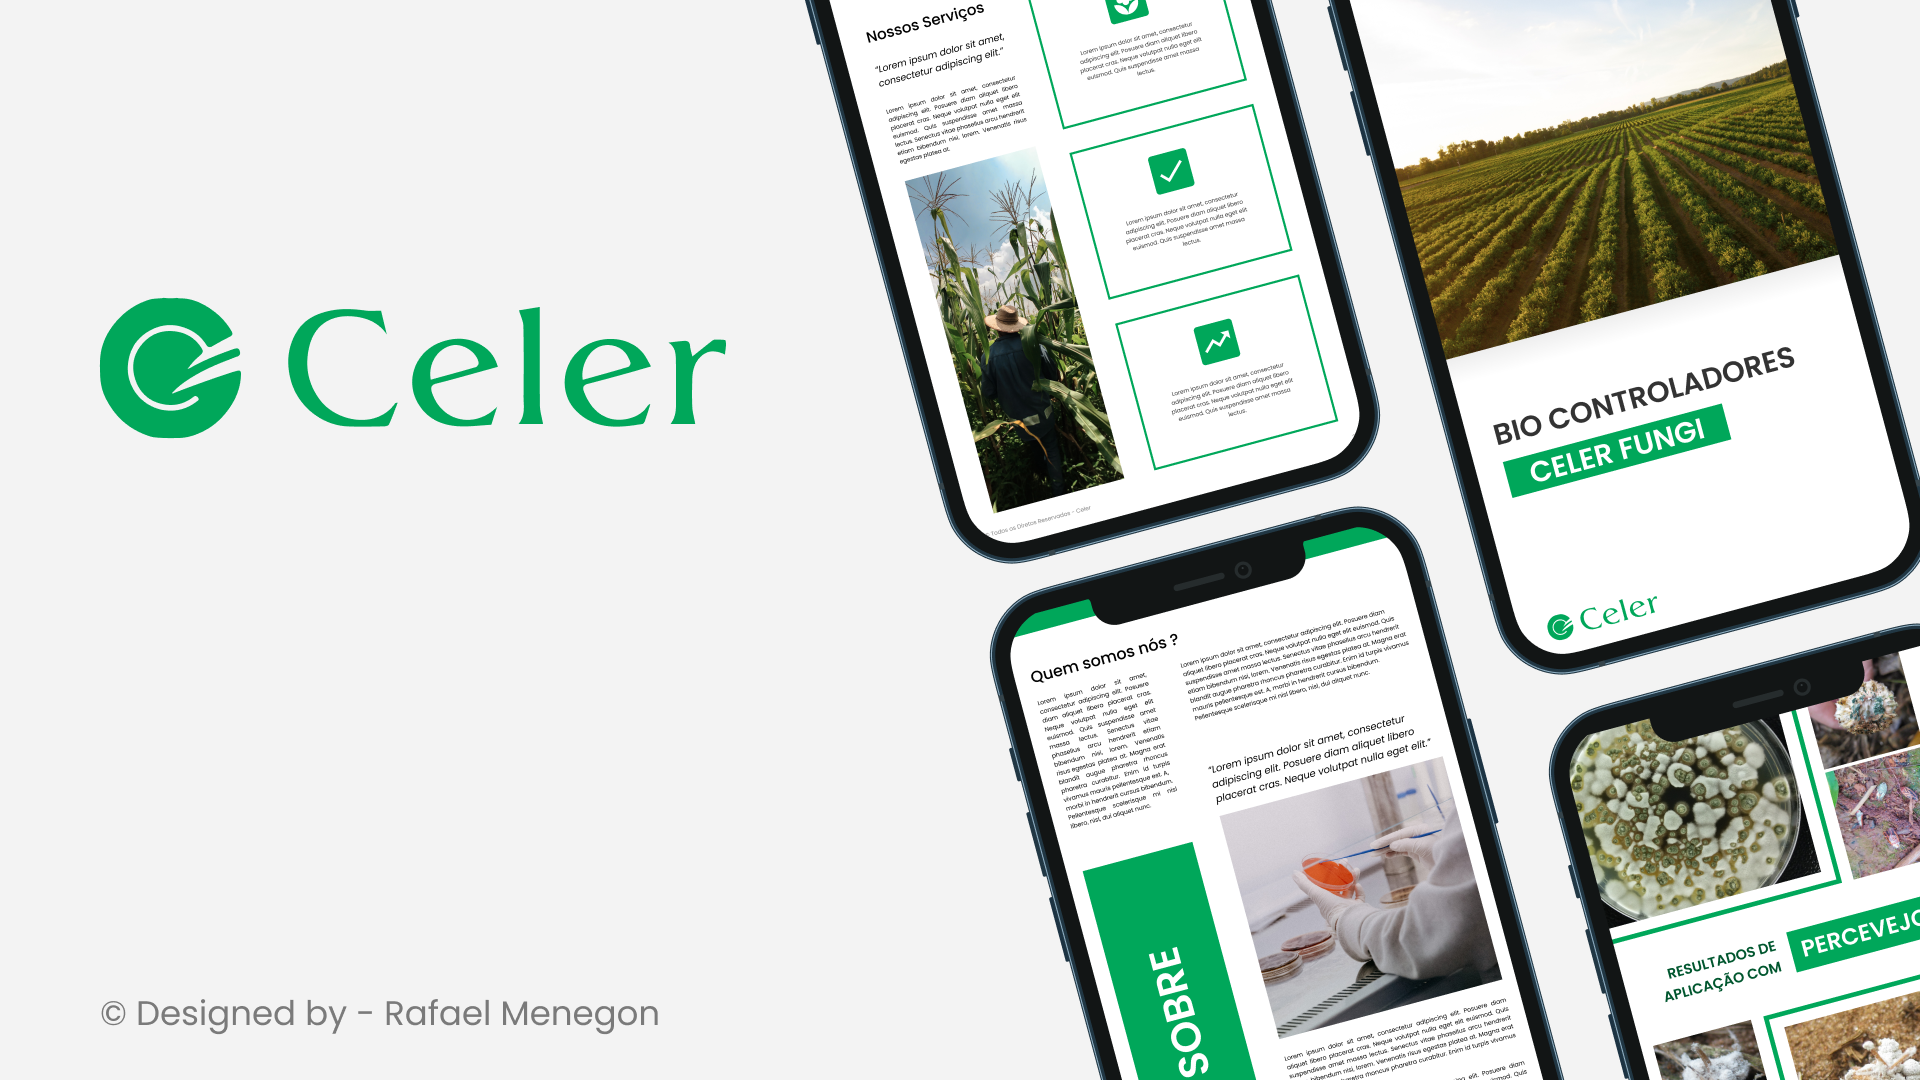 Celer
© Designed by - Rafael Menegon
Nossos Serviços
“Lorem ipsum dolor sit amet,
consectetur adipiscing elit.”
Lorem ipsum dolor sit amet, consectetur
adipiscing elit. Posuere diam aliquet libero
placerat cras. Neque volutpat nulla eget elit
euismod. Quis suspendisse amet massa
lectus. Senectus vitae phasellus arcu hendrerit
etiam bibendum nisi, lorem. Venenatis risus
egestas platea at.
Todos os Diretos Reservados - Celer
Lorem ipsum dolor sit amet, consectetur
adipiscing elit. Posuere diam aliquet libero
placerat cras. Neque volutpat nulla eget elit
euismod. Quis suspendisse amet massa
lectus.
Lorem ipsum dolor sit amet, consectetur
adipiscing elit. Posuere diam aliquet libero
placerat cras. Neque volutpat nulla eget elit
euismod. Quis suspendisse amet massa
lectus.
Lorem ipsum dolor sit amet, consectetur
adipiscing elit. Posuere diam aliquet libero
placerat cras. Neque volutpat nulla eget elit
euismod. Quis suspendisse amet massa
lectus.
BIO CONTROLADORES
CELER FUNGI
Celer
Quem somos nós ?
Lorem ipsum dolor sit amet,
consectetur adipiscing elit. Posuere
diam aliquet libero placerat cras.
Neque volutpat nulla eget elit
euismod. Quis suspendisse amet
massa lectus. Senectus vitae
phasellus arcu hendrerit etiam
bibendum nisi, lorem. Venenatis
risus egestas platea at. Magna erat
blandit augue pharetra rhoncus
pharetra curabitur. Enim id turpis
vivamus mauris pellentesque est. A,
morbi in hendrerit cursus bibendum.
Pellentesque scelerisque mi nisl
libero, nisi, dui aliquet nunc.
SOBRE
Lorem ipsum dolor sit amet, consectetur adipiscing elit. Posuere diam
aliquet libero placerat cras. Neque volutpat nulla eget elit euismod. Quis
suspendisse amet massa lectus. Senectus vitae phasellus arcu hendrerit
etiam bibendum nisi, lorem. Venenatis risus egestas platea at. Magna erat
blandit augue pharetra rhoncus pharetra curabitur. Enim id turpis vivamus
mauris pellentesque est. A, morbi in hendrerit cursus bibendum.
Pellentesque scelerisque mi nisl libero, nisi, dui aliquet nunc.
“Lorem ipsum dolor sit amet, consectetur
adipiscing elit. Posuere diam aliquet libero
placerat cras. Neque volutpat nulla eget elit.”
Lorem ipsum dolor sit amet, consectetur adipiscing elit. Posuere diam
aliquet libero placerat cras. Neque volutpat nulla eget elit euismod. Quis
suspendisse amet massa lectus. Senectus vitae phasellus arcu hendrerit
bibendum nisi, lorem. Venenatis risus egestas platea at. Magna erat
rhoncus pharetra curabitur. Enim id turpis vivamus
RESULTADOS DE
APLICAÇÃO COM
PERCEVEJO